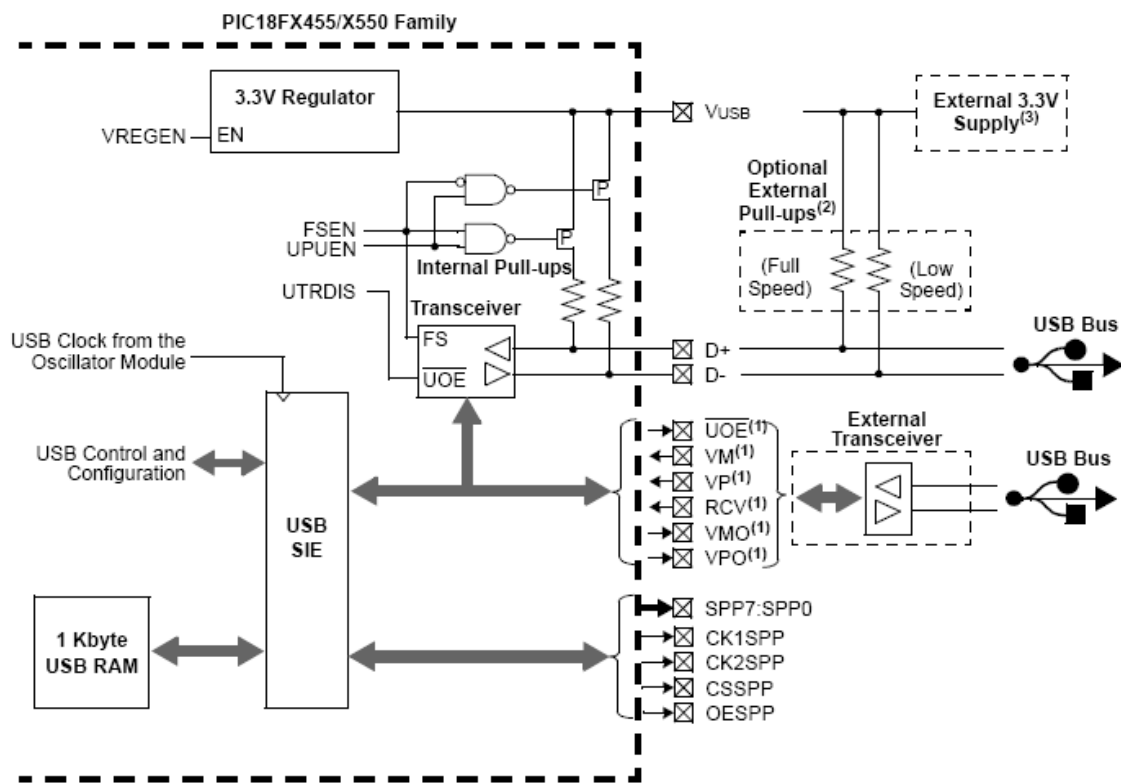 PIC18FX455/X550 Family
3.3V Regulator
VREGEN
EN
VUSB
External 3.3V
Supply(3)
Optional
External
Pull-ups(2)
FSEN
UPUEN
P
P
Internal Pull-ups
(Full
Speed)
(Low
Speed)
UTRDIS
Transceiver
FS
UOE
USB Clock from the
Oscillator Module
D+
D-
USB Bus
USB Control and
Configuration
USB
SIE
UOE(1)
VM(1)
VP(1)
RCV(1)
VMO(1)
VPO(1)
External
Transceiver
USB Bus
1 Kbyte
USB RAM
SPP7:SPP0
CK1SPP
CK2SPP
CSSPP
OESPP